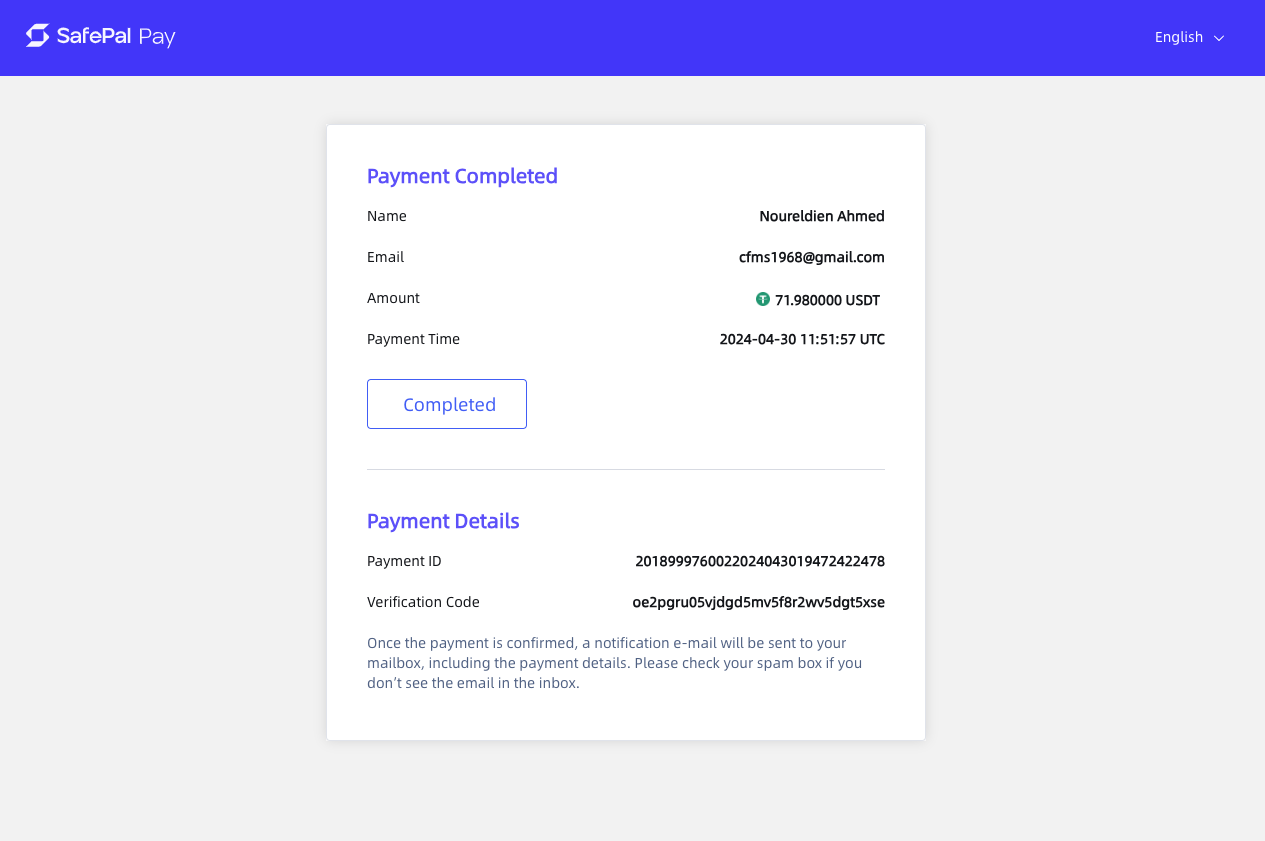 SafePal Pay
English
Payment Completed
Name Noureldien Ahmed
Email cfms1968@gmail.com
Amount 71.980000 USDT
Payment Time 2024-04-30 11:51:57 UTC
Completed
Payment Details
Payment ID 2018999760022024043019472422478
Verification Code oe2pgru05vjdgd5mv5f8r2wv5dgt5xse
Once the payment is confirmed, a notification e-mail will be sent to your
mailbox, including the payment details. Please check your spam box if you
don’t see the email in the inbox.